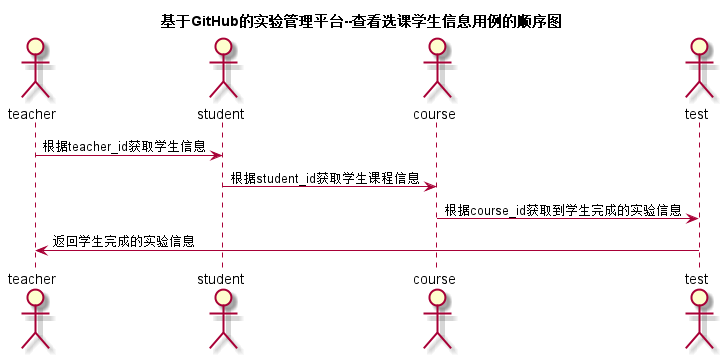 基于GitHub的实验管理平台--查看选课学生信息用例的顺序图
teacher
student
course
test
根据teacher_id获取学生信息
根据student_id获取学生课程信息
根据course_id获取到学生完成的实验信息
返回学生完成的实验信息
teacher
student
course
test